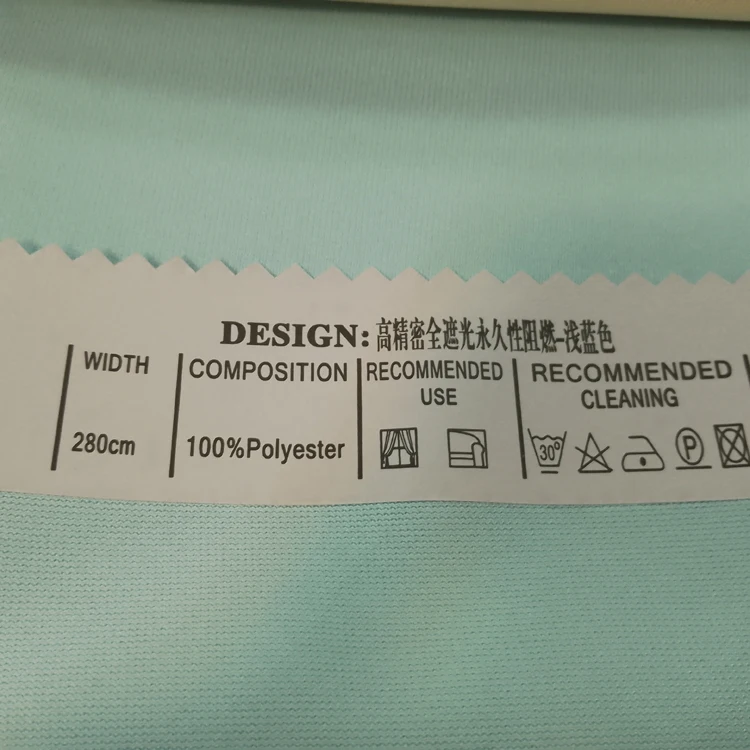 DESIGN: 高精密全遮光永久性阻燃-浅蓝色
WIDTH
280cm
COMPOSITION
100%Polyester
RECOMMENDED
USE
RECOMMENDED
CLEANING
30°
P